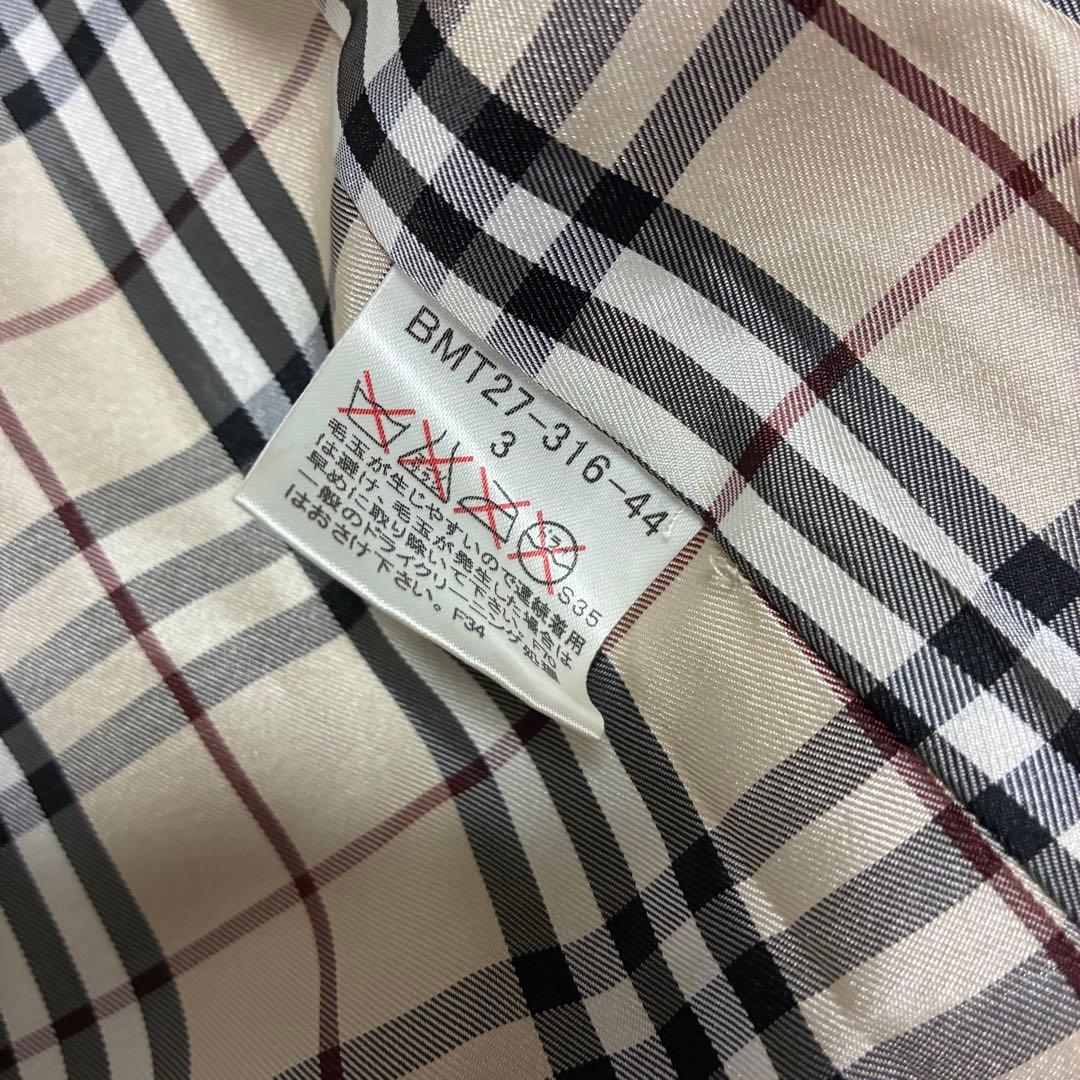 BMT27-316-44
3
毛玉が生じやすいので連続着用
は避け、毛玉が発生した場合は
早めに取り除いて下さい。F20
一般のドライクリーニング処理
はおさけ下さい。F34
S35